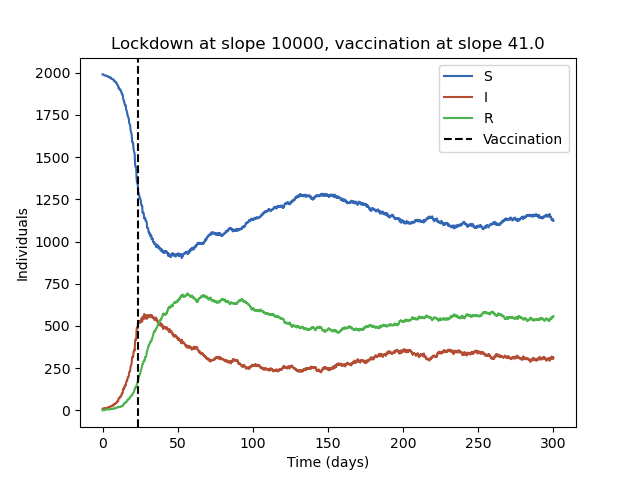 Lockdown at slope 10000, vaccination at slope 41.0
S
I
R
Vaccination
Individuals
2000
1750
1500
1250
1000
750
500
250
0
0 50 100 150 200 250 300
Time (days)